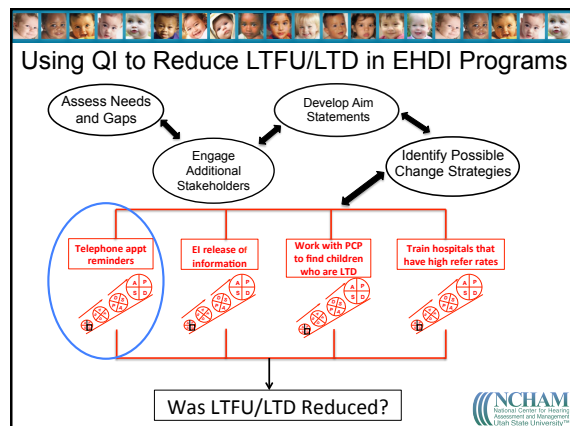 Using QI to Reduce LTFU/LTD in EHDI Programs
Assess Needs
and Gaps
Develop Aim
Statements
Engage
Additional
Stakeholders
Identify Possible
Change Strategies
Telephone appt
reminders
EI release of
information
Work with PCP
to find children
who are LTD
Train hospitals that
have high refer rates
A P
S D
A P
S D
A P
S D
A P
S D
Was LTFU/LTD Reduced?
NCHAM
National Center for Hearing
Assessment and Management
Utah State University™